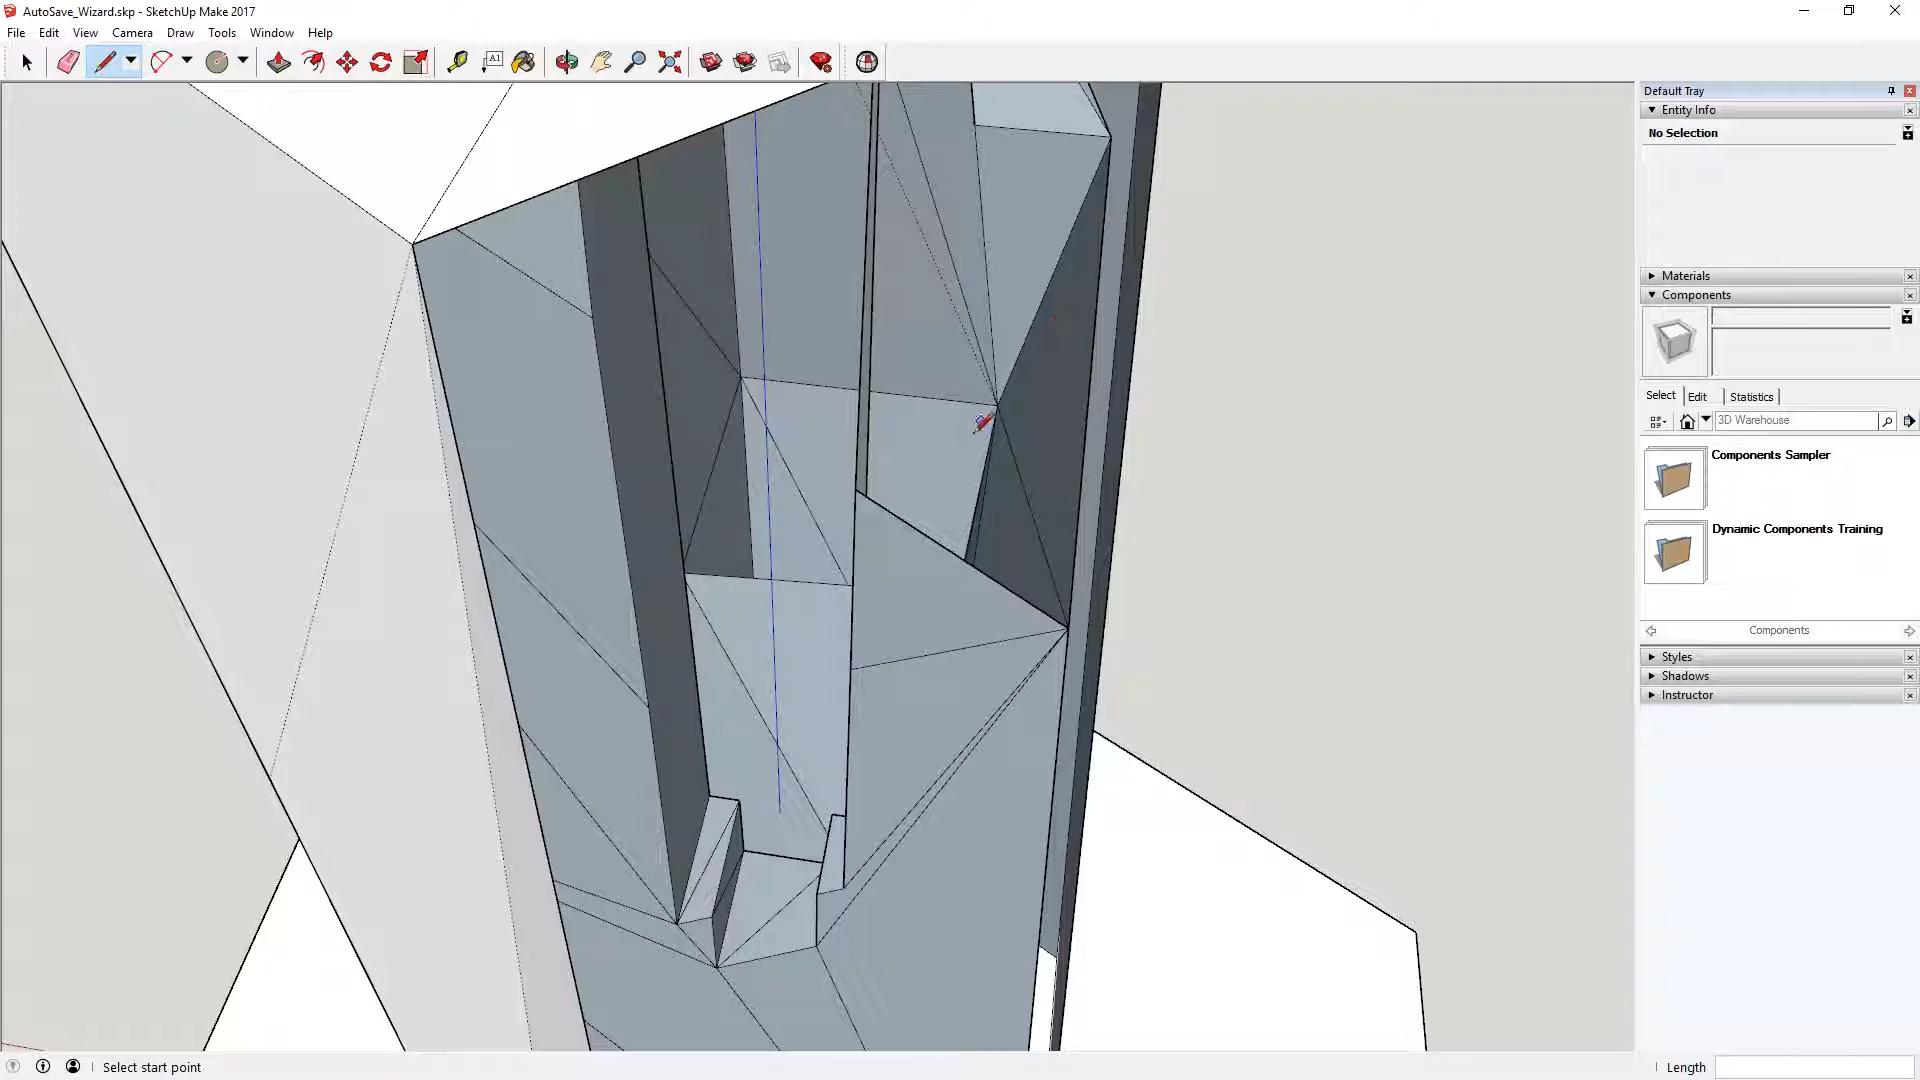 AutoSave_Wizard.skp - SketchUp Make 2017
File Edit View Camera Draw Tools Window Help
A1
Default Tray
Entity Info
No Selection
Materials
Components
Select Edit Statistics
3D Warehouse
Components Sampler
Dynamic Components Training
Components
Styles
Shadows
Instructor
Select start point
Length